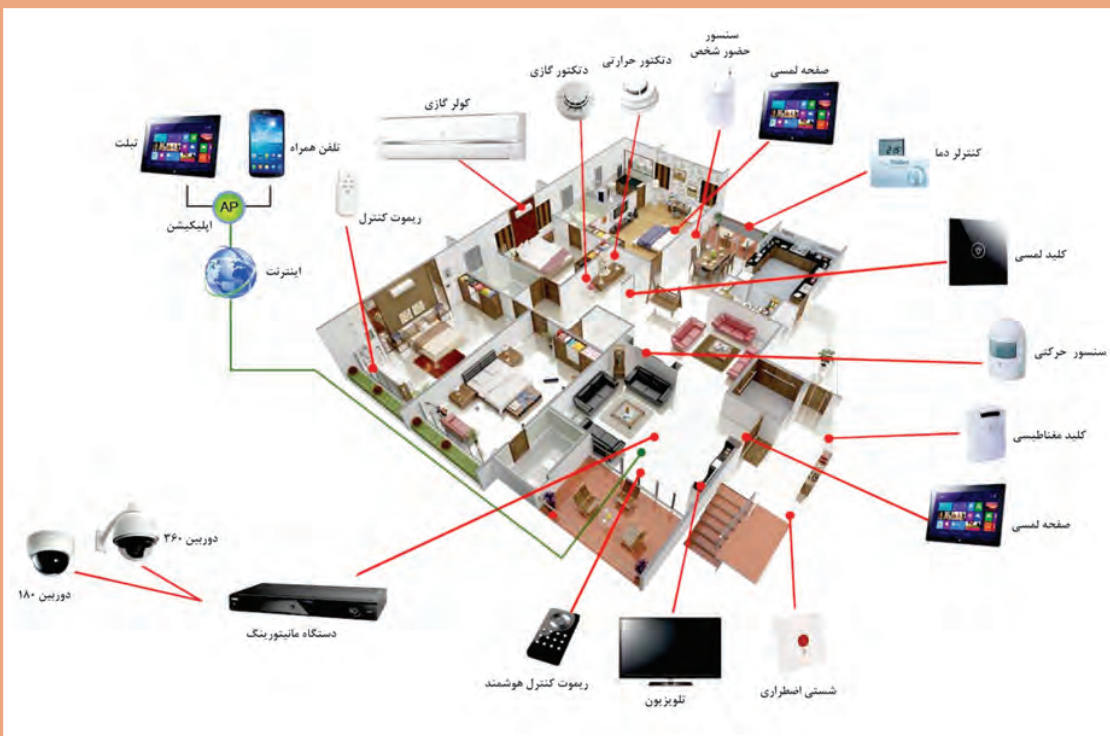 سنسور
حضور شخص
دتکتور حرارتی
دتکتور گازی
صفحه لمسی
کولر گازی
تلفن همراه
تبلت
کنترلر دما
AP
اپلیکیشن
ریموت کنترل
کلید لمسی
اینترنت
سنسور حرکتی
کلید مغناطیسی
صفحه لمسی
دوربین ۳۶۰
دوربین ۱۸۰
دستگاه مانیتورینگ
ریموت کنترل هوشمند
تلویزیون
شستی اضطراری